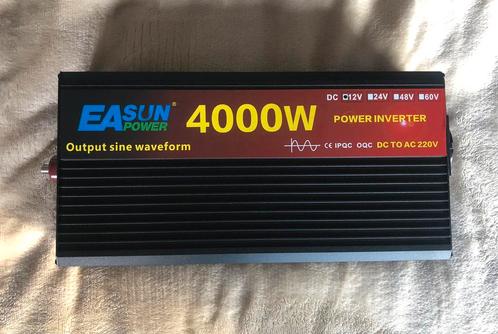 DC 12V 24V 48V 60V
EASUN®
POWER
4000W
POWER INVERTER
Output sine waveform
CE IPQC OQC DC TO AC 220V